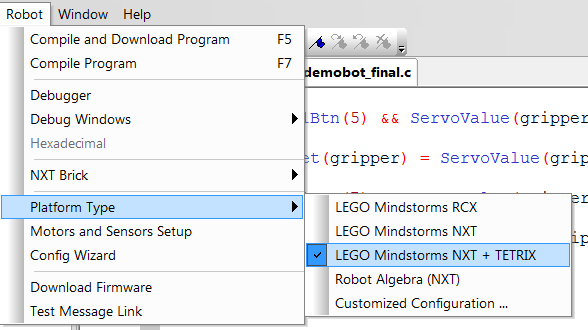 Robot Window Help
Compile and Download Program F5
Compile Program F7
demobot_final.c
Debugger
Debug Windows
Btn(5) && ServoValue(gripper
Hexadecimal
et(gripper) = ServoValue(grip
NXT Brick
Platform Type
LEGO Mindstorms RCX
Motors and Sensors Setup
LEGO Mindstorms NXT
Config Wizard
LEGO Mindstorms NXT + TETRIX
Robot Algebra (NXT)
Download Firmware
Customized Configuration ...
Test Message Link